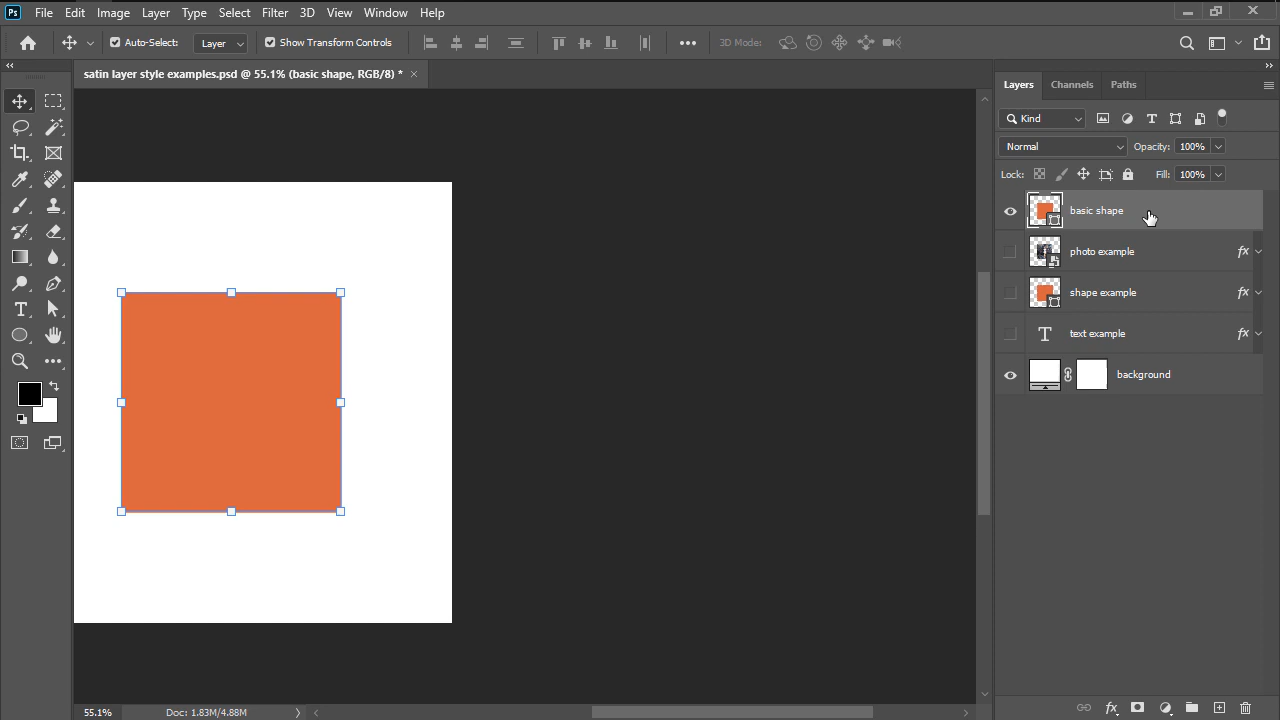 Ps File Edit Image Layer Type Select Filter 3D View Window Help
Auto-Select: Layer Show Transform Controls 3D Mode:
satin layer style examples.psd @ 55.1% (basic shape, RGB/8) *
Layers Channels Paths
Kind
Normal Opacity: 100%
Lock: Fill: 100%
basic shape
photo example fx
shape example fx
text example fx
background
55.1% Doc: 1.83M/4.88M
fx